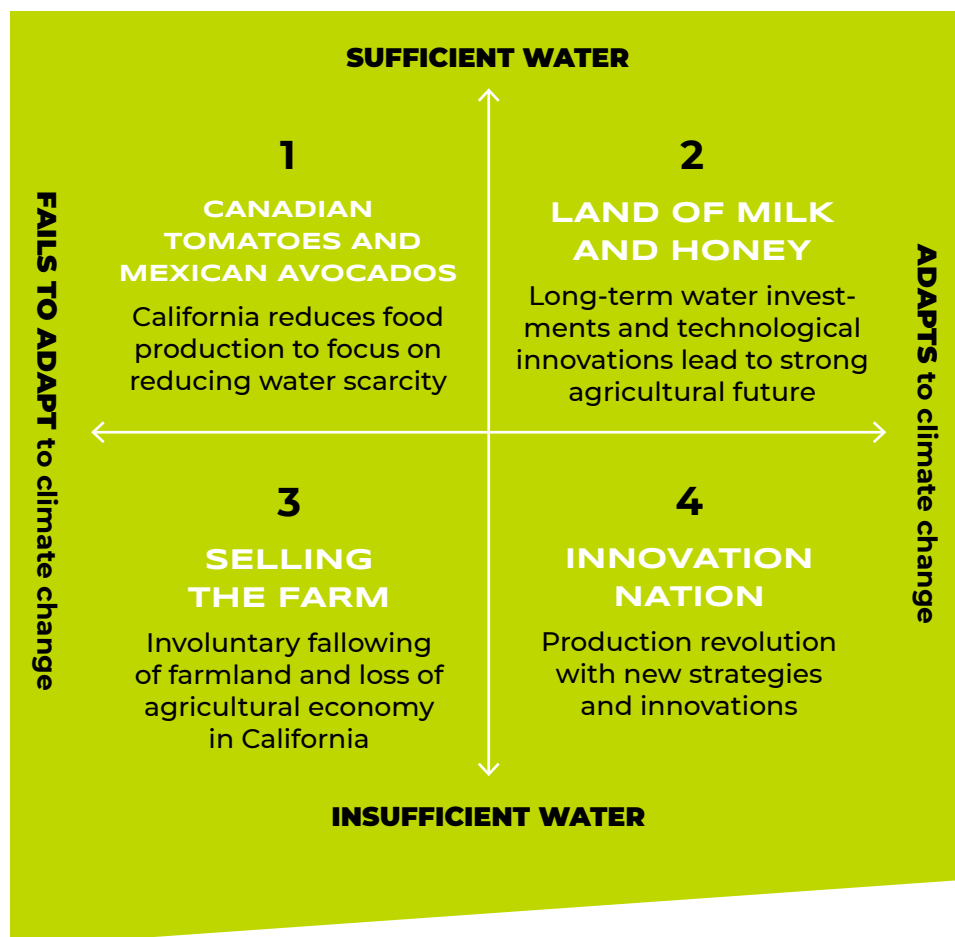 SUFFICIENT WATER
FAILS TO ADAPT to climate change
1
CANADIAN
TOMATOES AND
MEXICAN AVOCADOS
California reduces food
production to focus on
reducing water scarcity
2
LAND OF MILK
AND HONEY
Long-term water invest-
ments and technological
innovations lead to strong
agricultural future
ADAPTS to climate change
3
SELLING
THE FARM
Involuntary fallowing
of farmland and loss of
agricultural economy
in California
4
INNOVATION
NATION
Production revolution
with new strategies
and innovations
INSUFFICIENT WATER